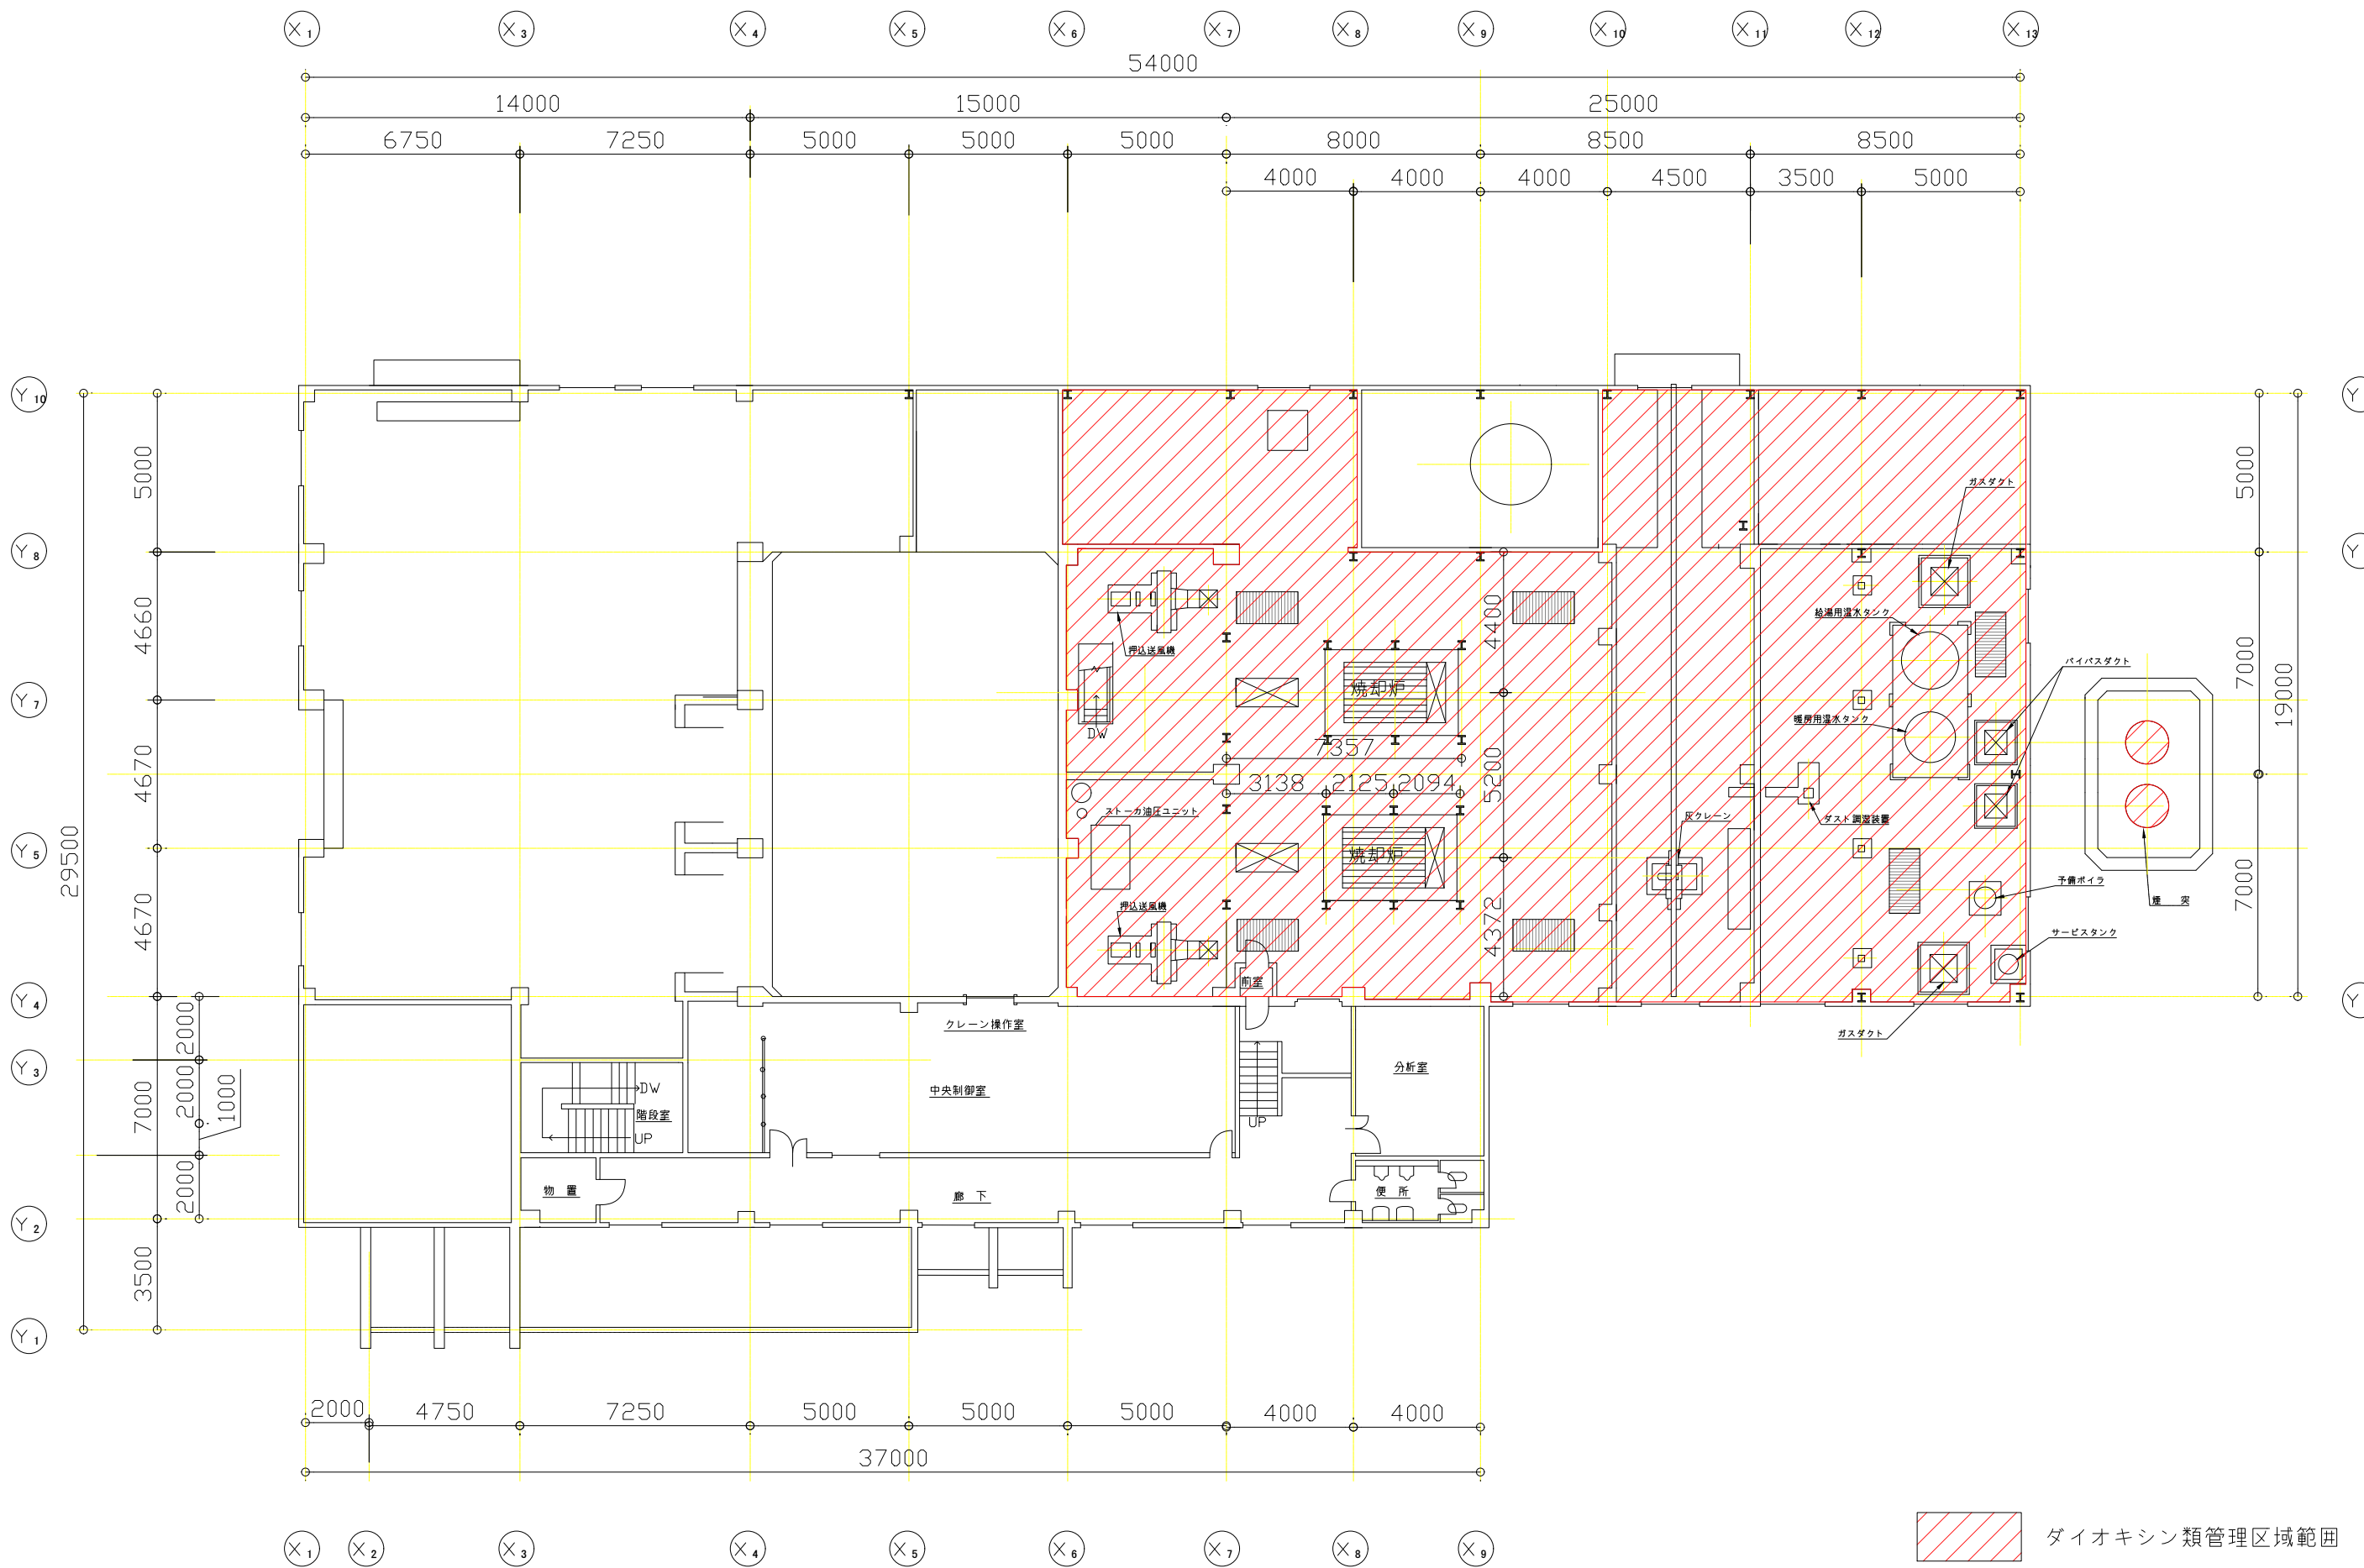 X1 X3 X4 X5 X6 X7 X8 X9 X10 X11 X12 X13
54000
14000 15000 25000
6750 7250 5000 5000 5000 8000 8500 8500
4000 4000 4000 4500 3500 5000
Y10
Y
5000
5000
ガスダクト
Y8
Y
4660
4400
給湯用温水タンク
押込送風機
7000
バイパスダクト
焼却炉
19000
Y7
暖房用温水タンク
DW
7357
4670
5200
3138 2125 2094
ストーカ油圧ユニット
灰クレーン
ダスト調湿装置
29500
Y5
焼却炉
予備ボイラ
7000
煙 突
4670
押込送風機
4372
サービスタンク
前室
Y4
Y
2000
クレーン操作室
ガスダクト
Y3
分析室
2000
1000
7000
DW
中央制御室
階段室
UP
UP
2000
物 置
廊 下
便 所
Y2
3500
Y1
2000 4750 7250 5000 5000 5000 4000 4000
37000
X1 X2 X3 X4 X5 X6 X7 X8 X9
ダイオキシン類管理区域範囲